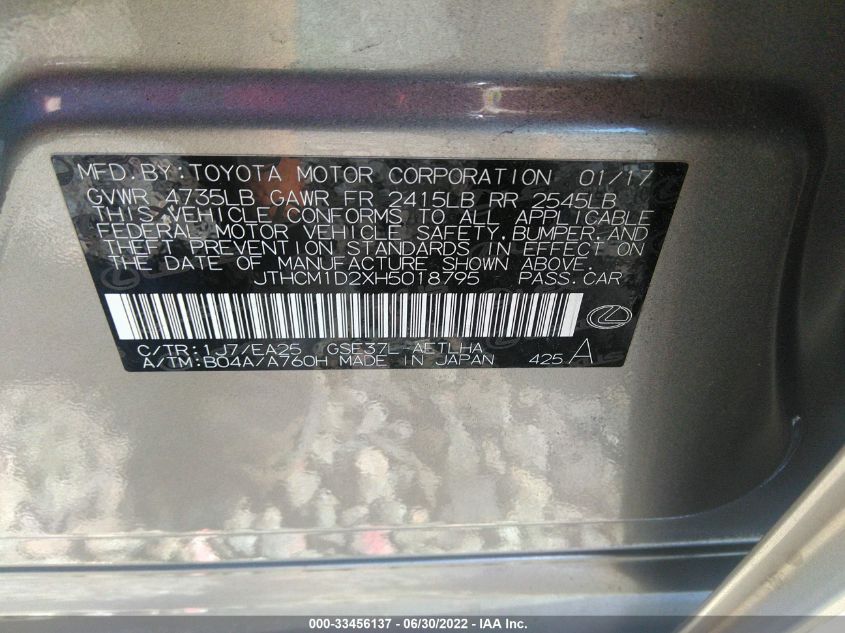 MFD.BY:TOYOTA MOTOR CORPORATION 01/17
GVWR 4735LB GAWR FR 2415LB RR 2545LB
THIS VEHICLE CONFORMS TO ALL APPLICABLE
FEDERAL MOTOR VEHICLE SAFETY, BUMPER, AND
THEFT PREVENTION STANDARDS IN EFFECT ON
THE DATE OF MANUFACTURE SHOWN ABOVE.
JTHCM1D2XH5018795 PASS.CAR
C/TR:1J7/EA25 GSE37L-AETLHA
A/TM:B04A/A760H MADE IN JAPAN 425 A
000-33456137 - 06/30/2022 - IAA Inc.